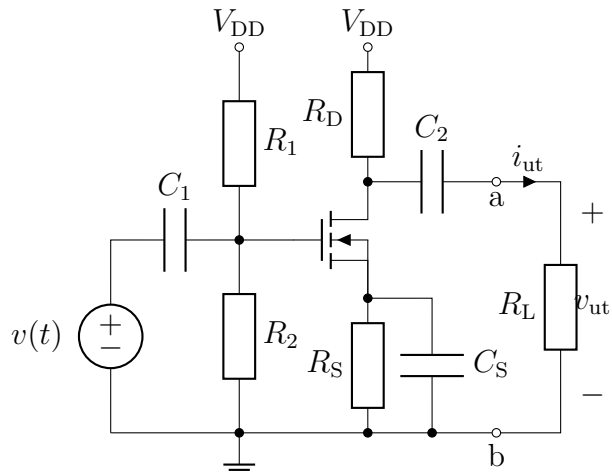 V_DD V_DD
R_D
R_1
C_2
i_ut
a
C_1
+
v(t)
+
−
R_2
R_S
C_S
R_L
v_ut
−
b